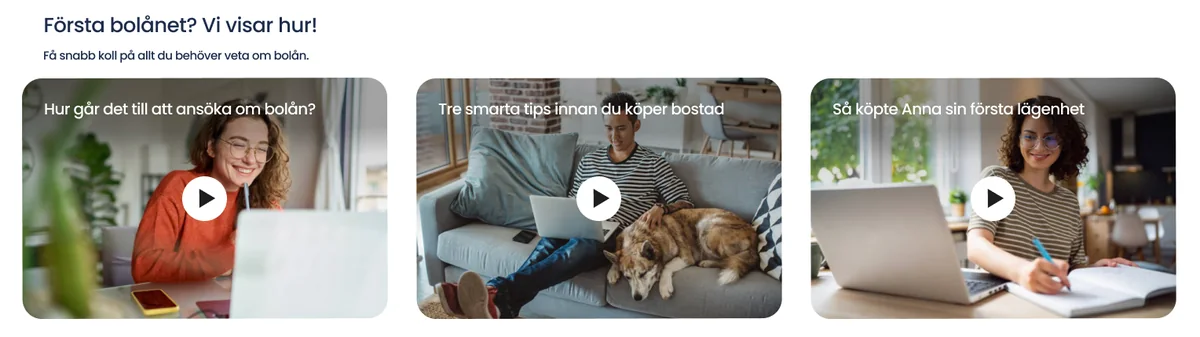 Första bolånet? Vi visar hur!
Få snabb koll på allt du behöver veta om bolån.
Hur går det till att ansöka om bolån?
Tre smarta tips innan du köper bostad
Så köpte Anna sin första lägenhet